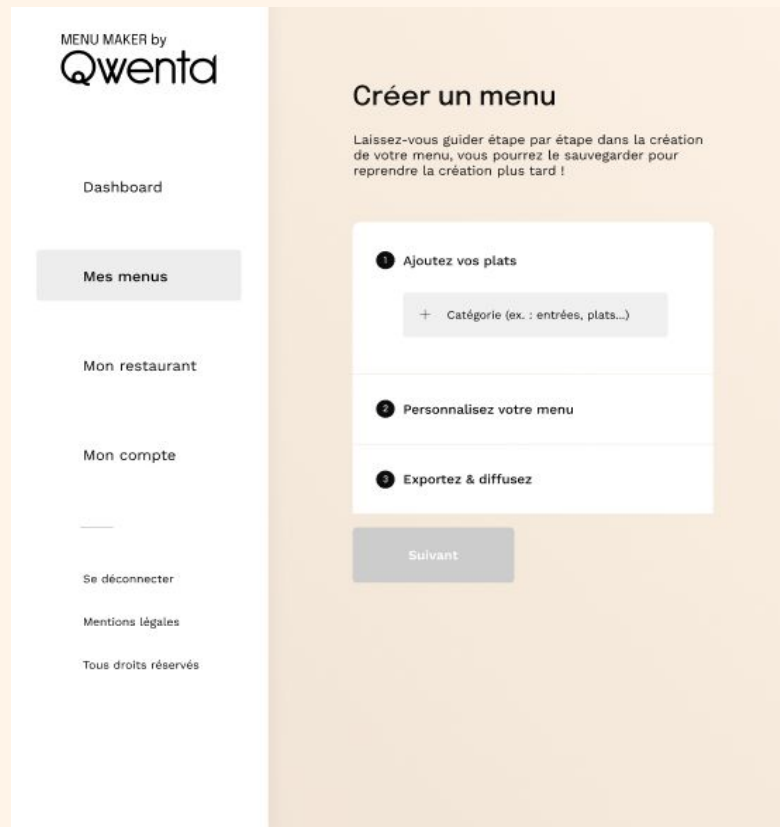 MENU MAKER by
Qwenta
Dashboard
Mes menus
Mon restaurant
Mon compte
Se déconnecter
Mentions légales
Tous droits réservés
Créer un menu
Laissez-vous guider étape par étape dans la création
de votre menu, vous pourrez le sauvegarder pour
reprendre la création plus tard !
1 Ajoutez vos plats
+ Catégorie (ex. : entrées, plats...)
2 Personnalisez votre menu
3 Exportez & diffusez
Suivant